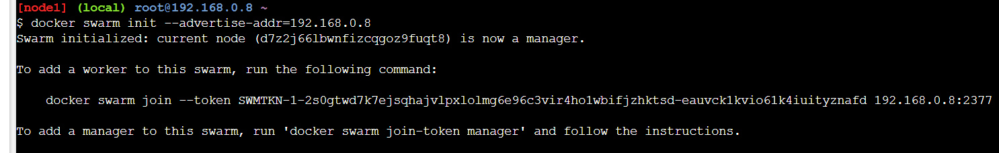 [node1] (local) root@192.168.0.8 ~
$ docker swarm init --advertise-addr=192.168.0.8
Swarm initialized: current node (d7z2j66lbwnfizcqgoz9fuqt8) is now a manager.
To add a worker to this swarm, run the following command:
docker swarm join --token SWMTKN-1-2s0gtwd7k7ejsqhajvlpxlolmg6e96c3vir4ho1wbifjzhktsd-eauvck1kvio61k4iuityznafd 192.168.0.8:2377
To add a manager to this swarm, run 'docker swarm join-token manager' and follow the instructions.